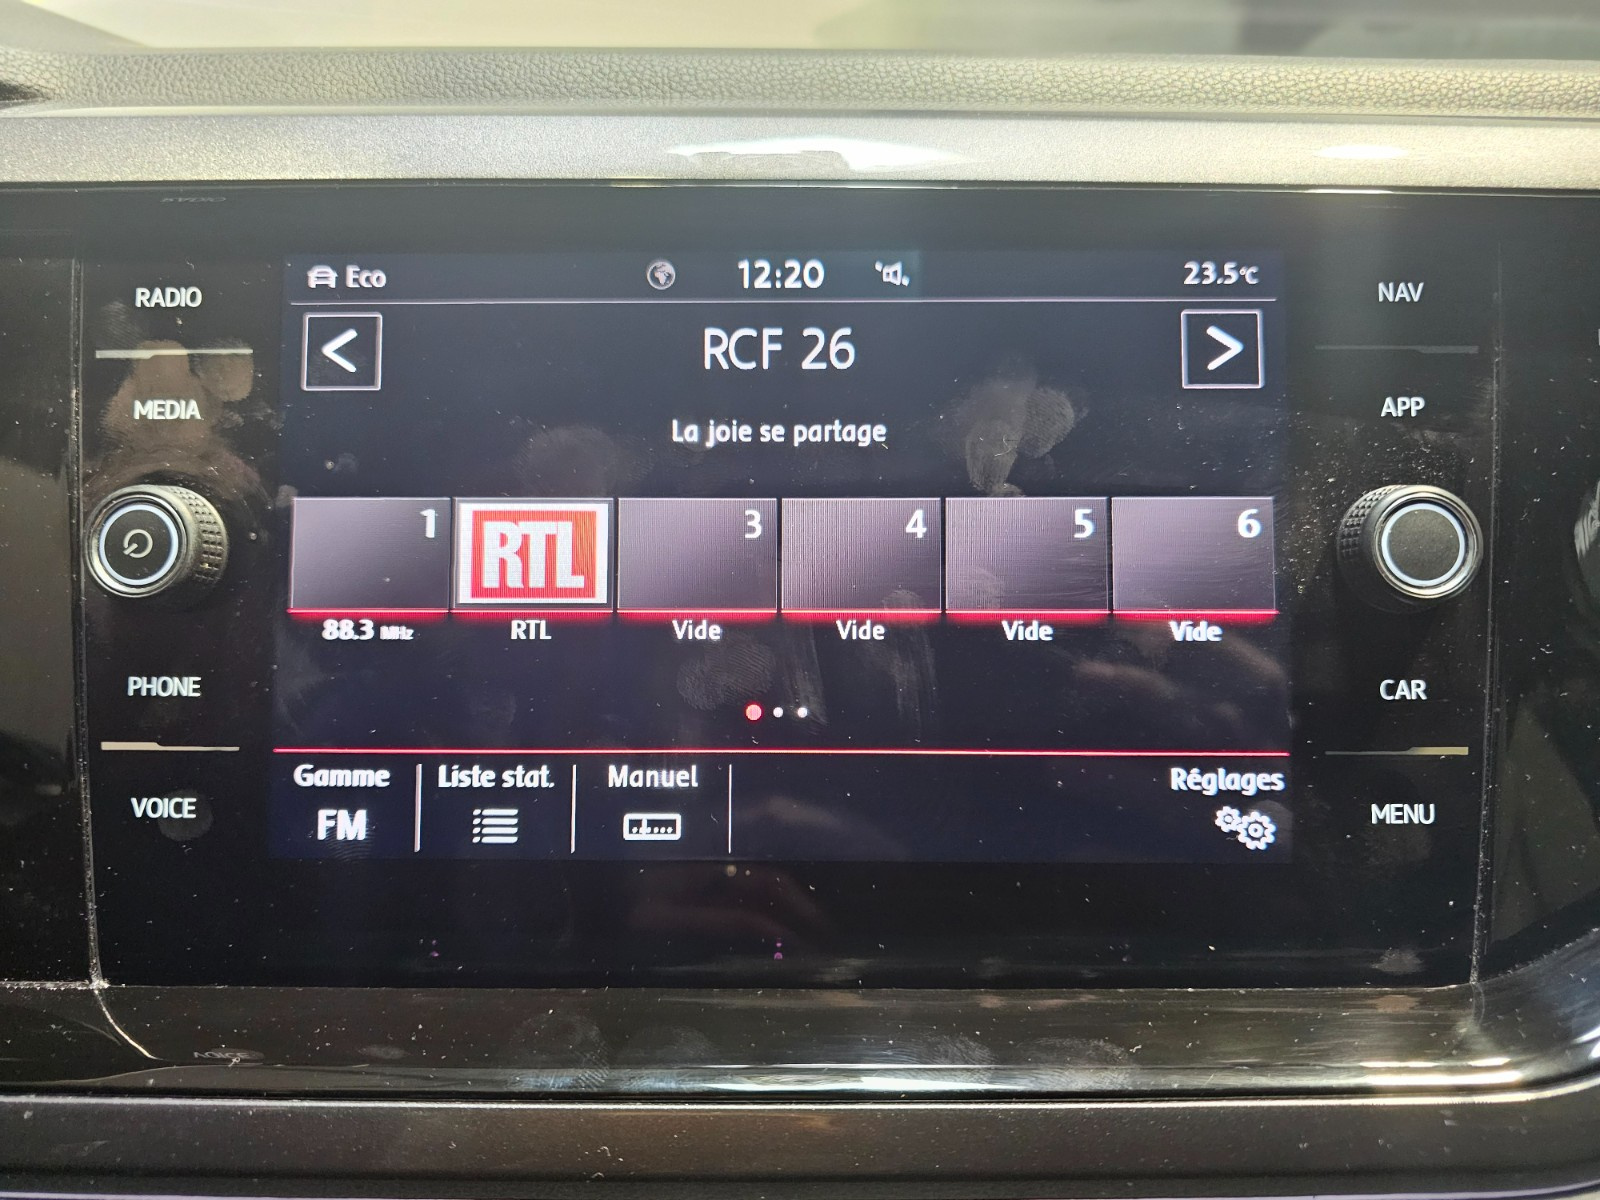 RADIO
MEDIA
PHONE
VOICE
Eco
12:20
23.5°C
<
RCF 26
>
La joie se partage
1
RTL
3
4
5
6
88.3 MHz
RTL
Vide
Vide
Vide
Vide
Gamme
FM
Liste stat.
Manuel
Réglages
NAV
APP
CAR
MENU